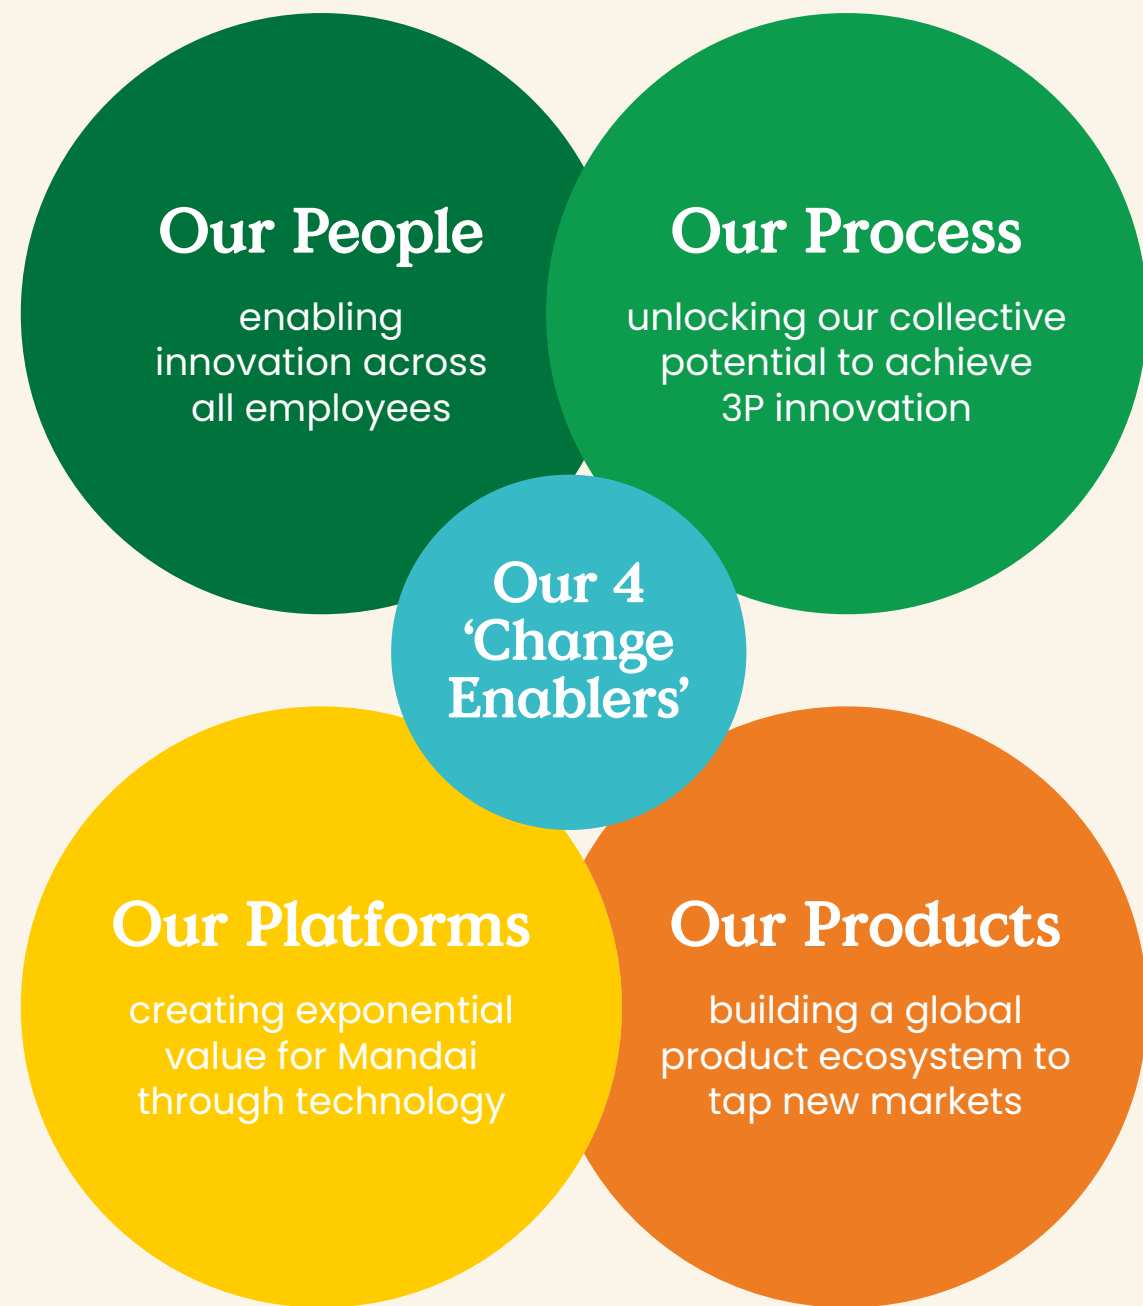 Our People
enabling
innovation across
all employees
Our Process
unlocking our collective
potential to achieve
3P innovation
Our 4
‘Change
Enablers’
Our Platforms
creating exponential
value for Mandai
through technology
Our Products
building a global
product ecosystem to
tap new markets